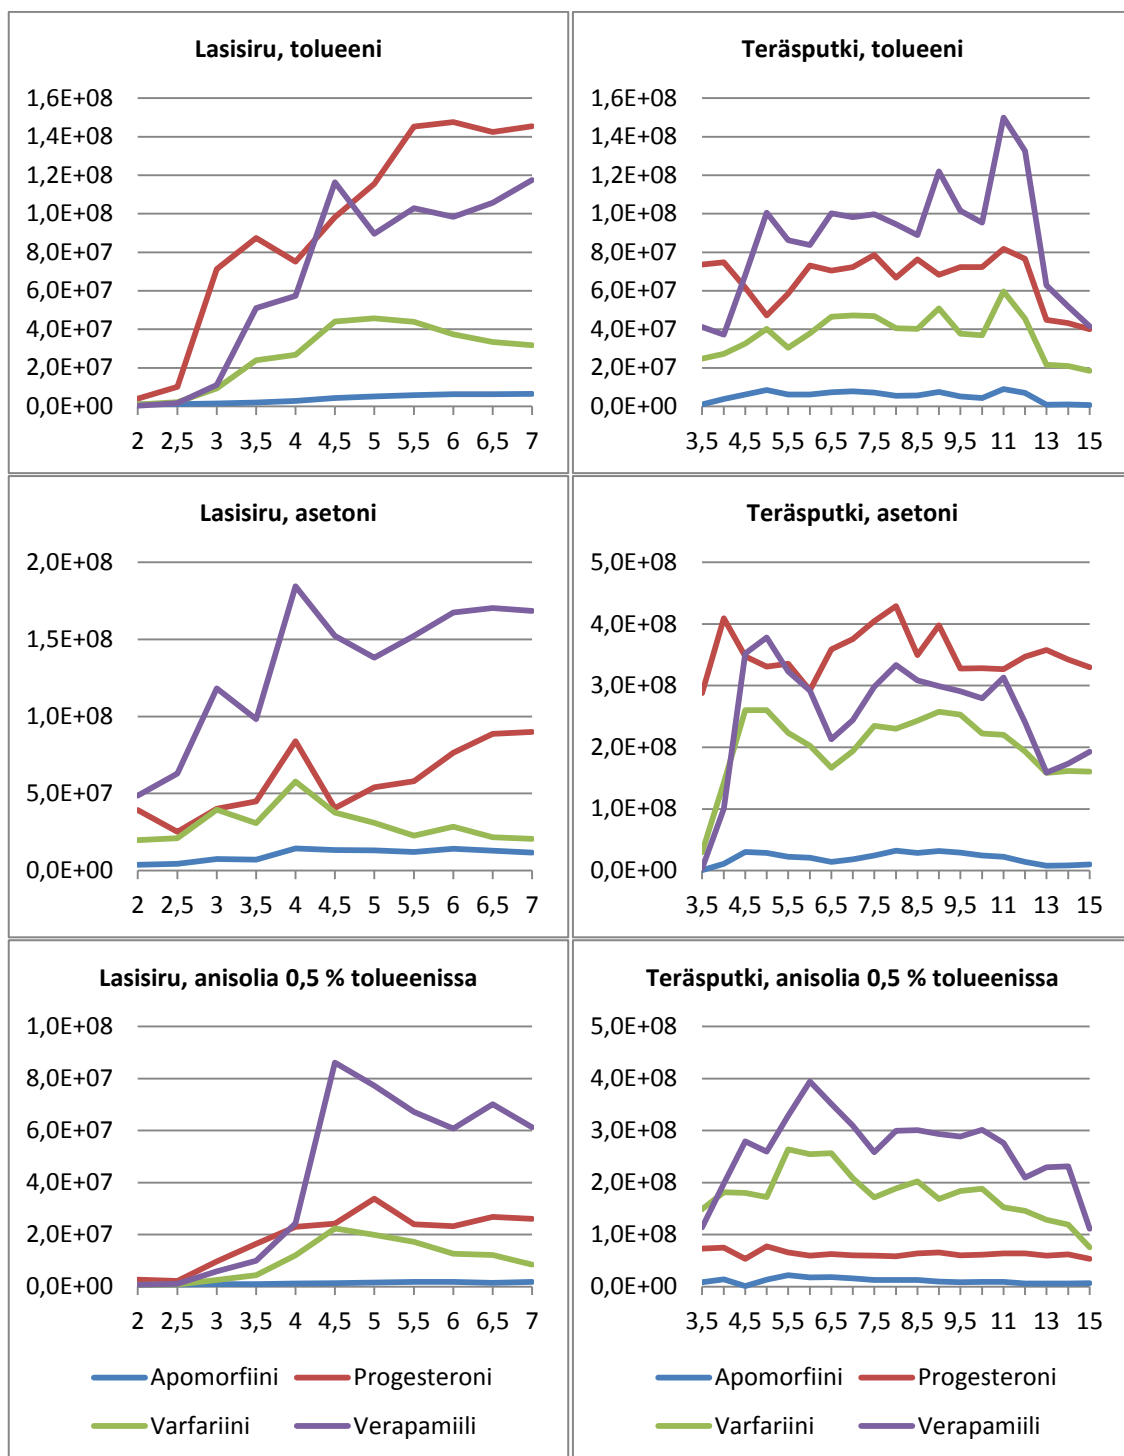 Lasisiru, tolueeni
1,6E+08
1,4E+08
1,2E+08
1,0E+08
8,0E+07
6,0E+07
4,0E+07
2,0E+07
0,0E+00
2 2,5 3 3,5 4 4,5 5 5,5 6 6,5 7
Teräsputki, tolueeni
1,6E+08
1,4E+08
1,2E+08
1,0E+08
8,0E+07
6,0E+07
4,0E+07
2,0E+07
0,0E+00
3,5 4,5 5,5 6,5 7,5 8,5 9,5 11 13 15
Lasisiru, asetoni
2,0E+08
1,5E+08
1,0E+08
5,0E+07
0,0E+00
2 2,5 3 3,5 4 4,5 5 5,5 6 6,5 7
Teräsputki, asetoni
5,0E+08
4,0E+08
3,0E+08
2,0E+08
1,0E+08
0,0E+00
3,5 4,5 5,5 6,5 7,5 8,5 9,5 11 13 15
Lasisiru, anisolia 0,5 % tolueenissa
1,0E+08
8,0E+07
6,0E+07
4,0E+07
2,0E+07
0,0E+00
2 2,5 3 3,5 4 4,5 5 5,5 6 6,5 7
Apomorfiini Progesteroni
Varfariini Verapamiili
Teräsputki, anisolia 0,5 % tolueenissa
5,0E+08
4,0E+08
3,0E+08
2,0E+08
1,0E+08
0,0E+00
3,5 4,5 5,5 6,5 7,5 8,5 9,5 11 13 15
Apomorfiini Progesteroni
Varfariini Verapamiili